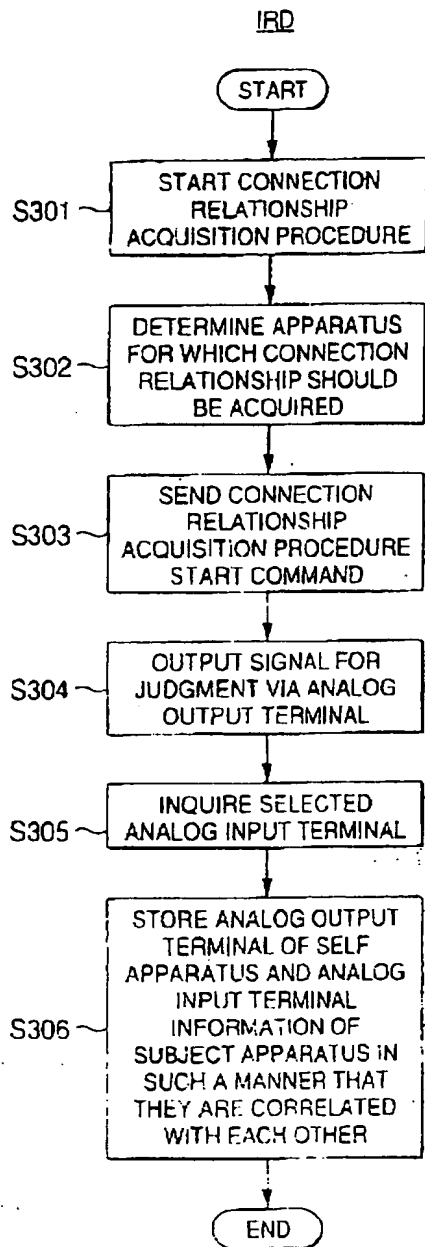 IRD
START
S301
START CONNECTION
RELATIONSHIP
ACQUISITION PROCEDURE
S302
DETERMINE APPARATUS
FOR WHICH CONNECTION
RELATIONSHIP SHOULD
BE ACQUIRED
S303
SEND CONNECTION
RELATIONSHIP
ACQUISITION PROCEDURE
START COMMAND
S304
OUTPUT SIGNAL FOR
JUDGMENT VIA ANALOG
OUTPUT TERMINAL
S305
INQUIRE SELECTED
ANALOG INPUT TERMINAL
S306
STORE ANALOG OUTPUT
TERMINAL OF SELF
APPARATUS AND ANALOG
INPUT TERMINAL
INFORMATION OF
SUBJECT APPARATUS IN
SUCH A MANNER THAT
THEY ARE CORRELATED
WITH EACH OTHER
END